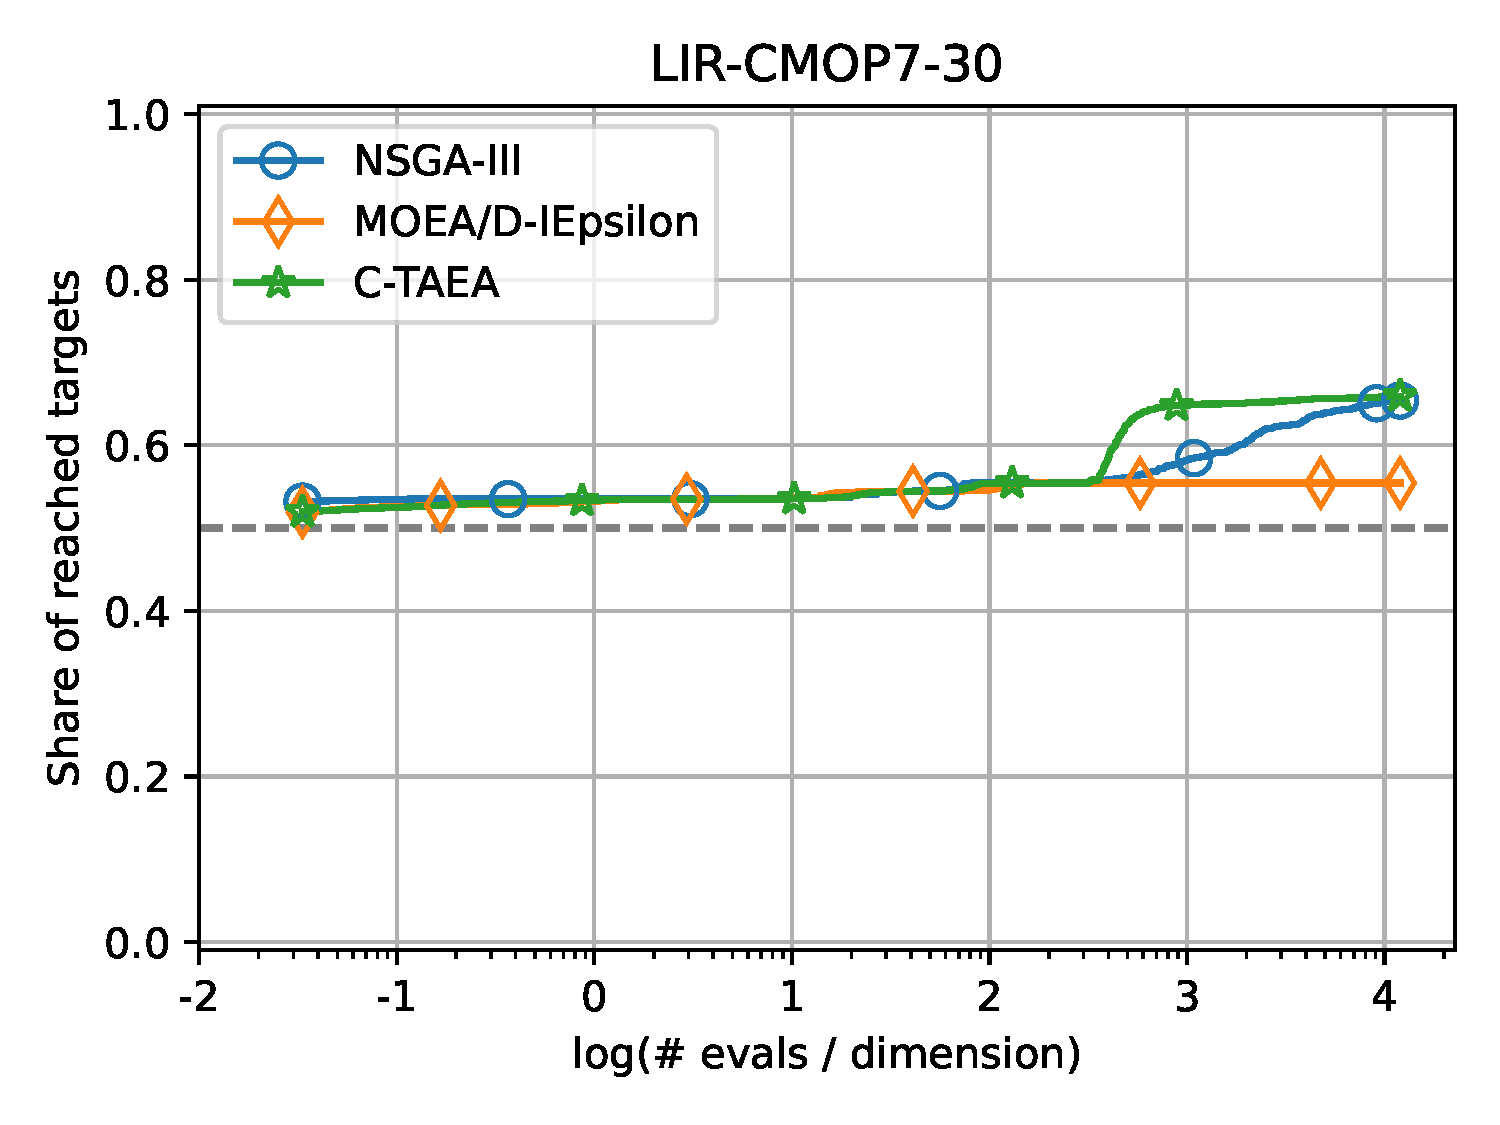 LIR-CMOP7-30
1.0
0.8
0.6
0.4
0.2
0.0
Share of reached targets
NSGA-III
MOEA/D-IEpsilon
C-TAEA
-2 -1 0 1 2 3 4
log(# evals / dimension)